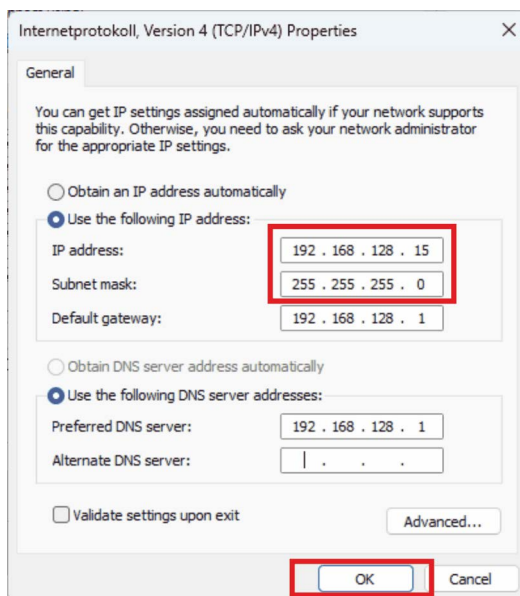 Internetprotokoll, Version 4 (TCP/IPv4) Properties
General
You can get IP settings assigned automatically if your network supports
this capability. Otherwise, you need to ask your network administrator
for the appropriate IP settings.
Obtain an IP address automatically
Use the following IP address:
IP address: 192 . 168 . 128 . 15
Subnet mask: 255 . 255 . 255 . 0
Default gateway: 192 . 168 . 128 . 1
Obtain DNS server address automatically
Use the following DNS server addresses:
Preferred DNS server: 192 . 168 . 128 . 1
Alternate DNS server: . . .
Validate settings upon exit
Advanced...
OK Cancel